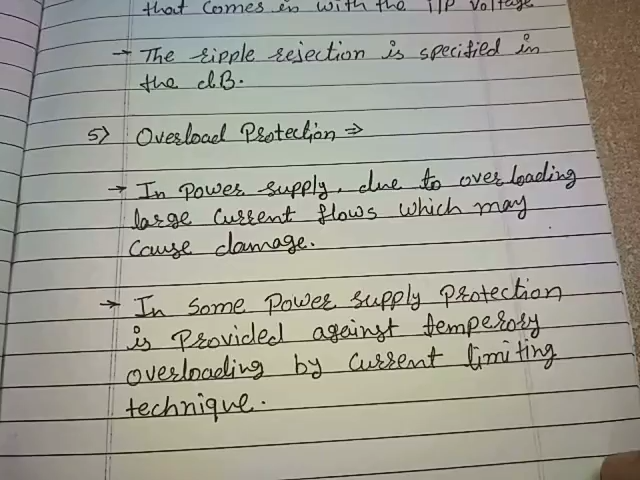 that comes in with the i/p voltage
→ The ripple rejection is specified in
the dB.
5) Overload Protection ⇒
→ In Power supply, due to overloading
large current flows which may
cause damage.
→ In some Power supply Protection
is Provided against temperory
overloading by current limiting
technique.